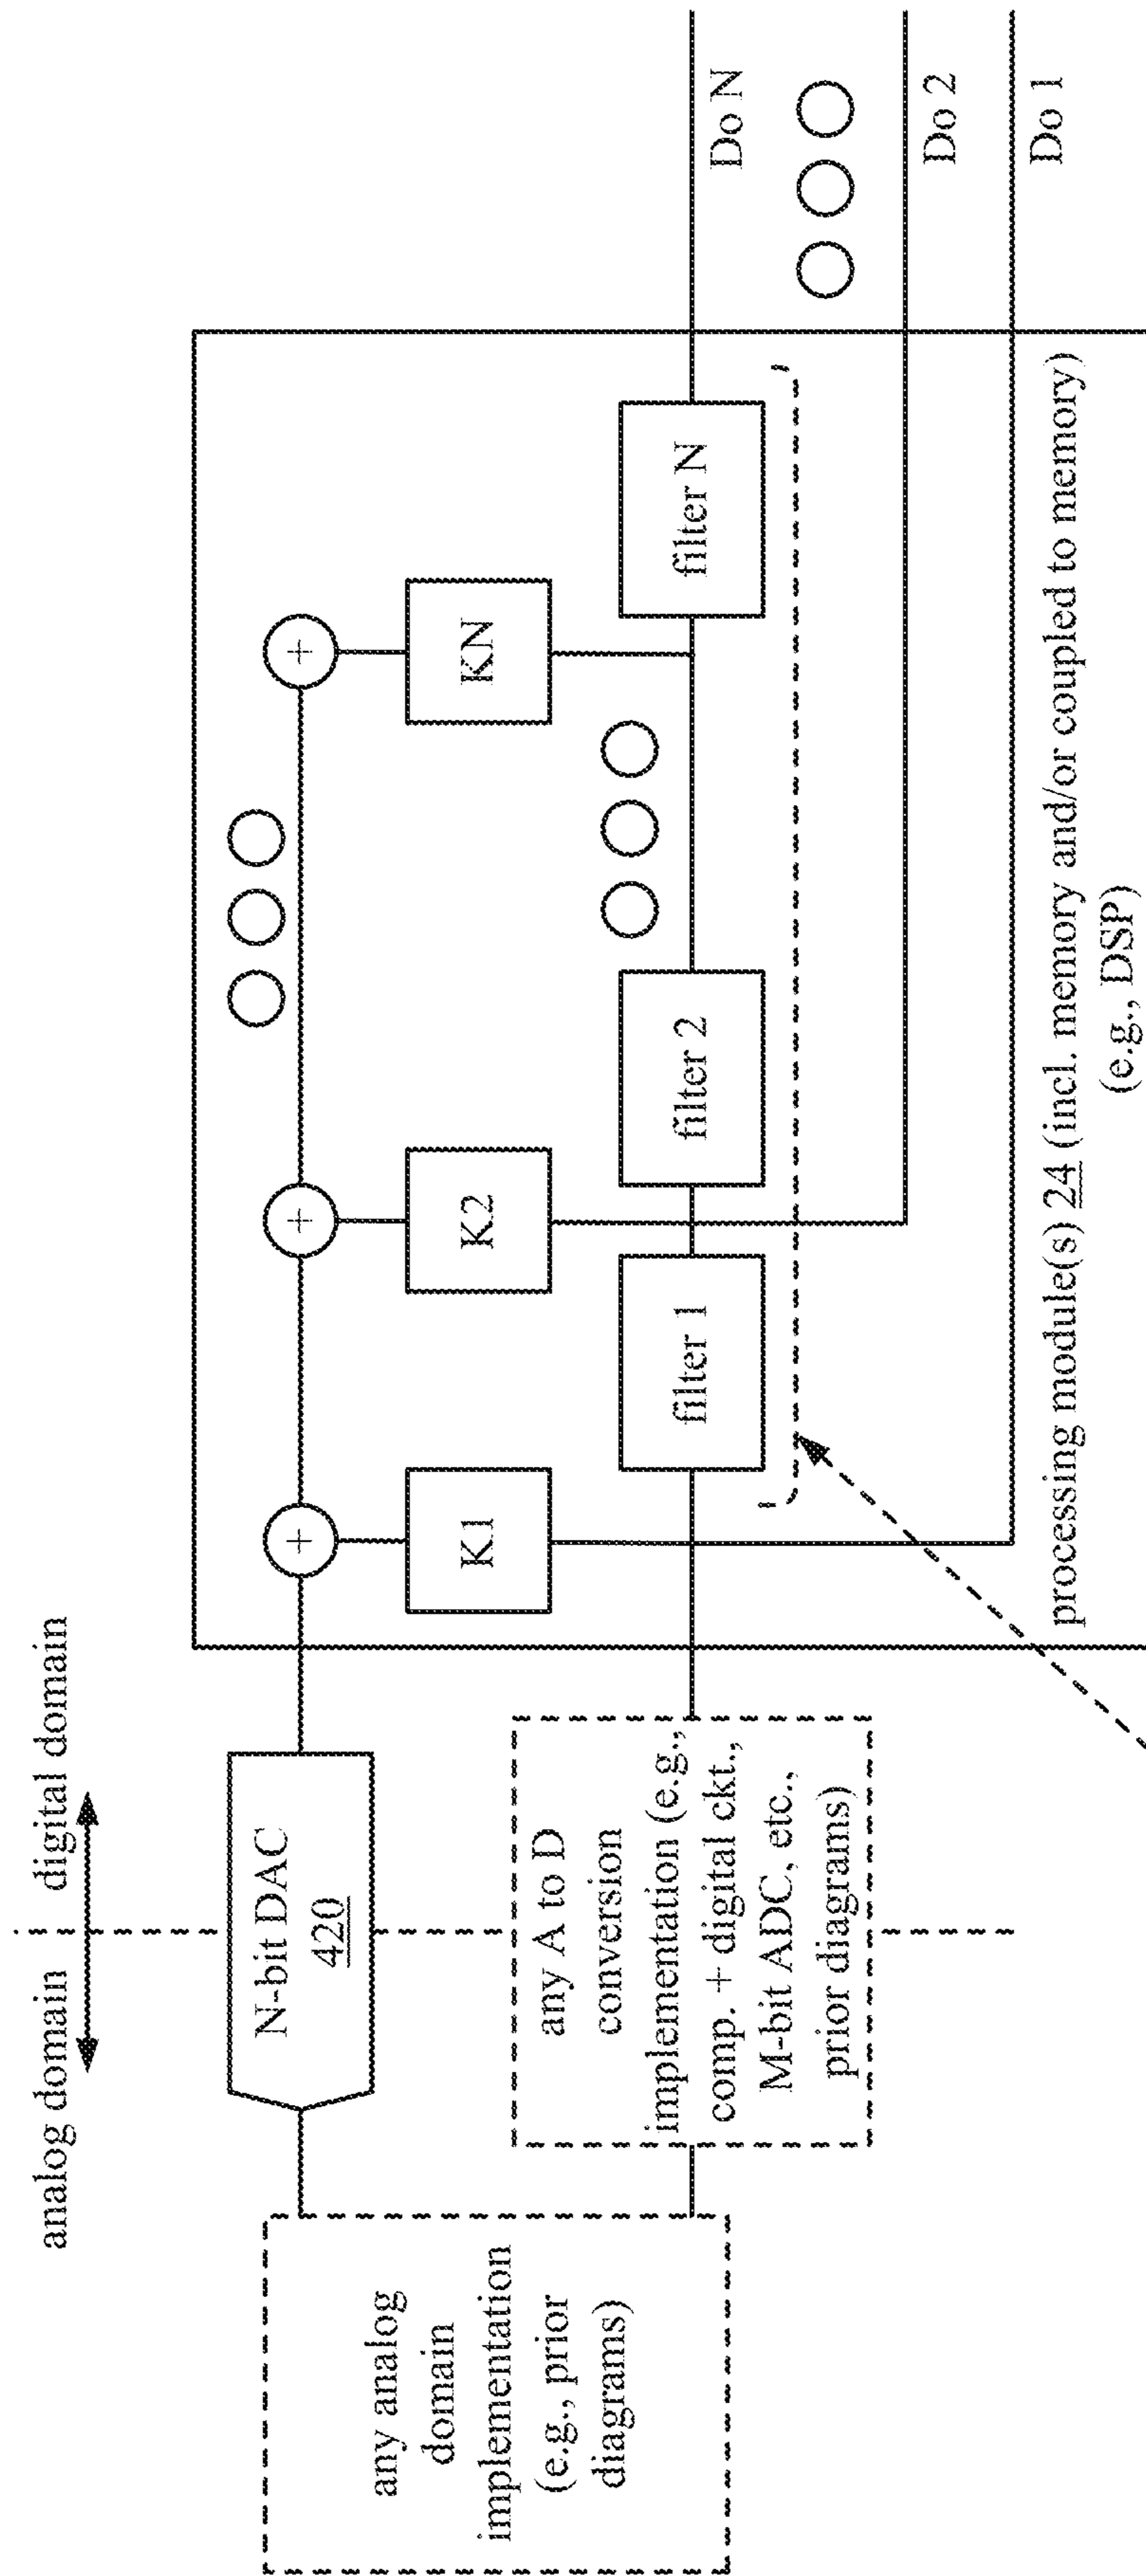 analog domain
digital domain
any analog
domain
implementation
(e.g., prior
diagrams)
N-bit DAC
420
any A to D
conversion
implementation (e.g.,
comp. + digital ckt.,
M-bit ADC, etc.,
prior diagrams)
+
+
+
K1
K2
KN
filter 1
filter 2
filter N
Do N
Do 2
Do 1
processing module(s) 24 (incl. memory and/or coupled to memory)
(e.g., DSP)